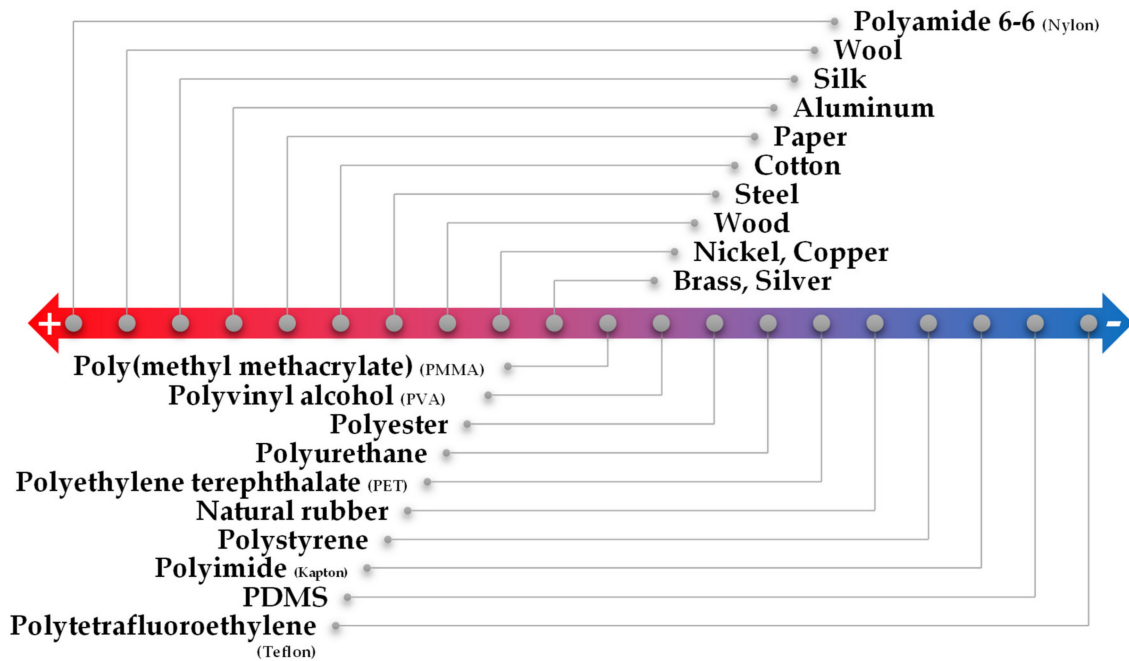 Polyamide 6-6 (Nylon)
Wool
Silk
Aluminum
Paper
Cotton
Steel
Wood
Nickel, Copper
Brass, Silver
+ -
Poly(methyl methacrylate) (PMMA)
Polyvinyl alcohol (PVA)
Polyester
Polyurethane
Polyethylene terephthalate (PET)
Natural rubber
Polystyrene
Polyimide (Kapton)
PDMS
Polytetrafluoroethylene
(Teflon)